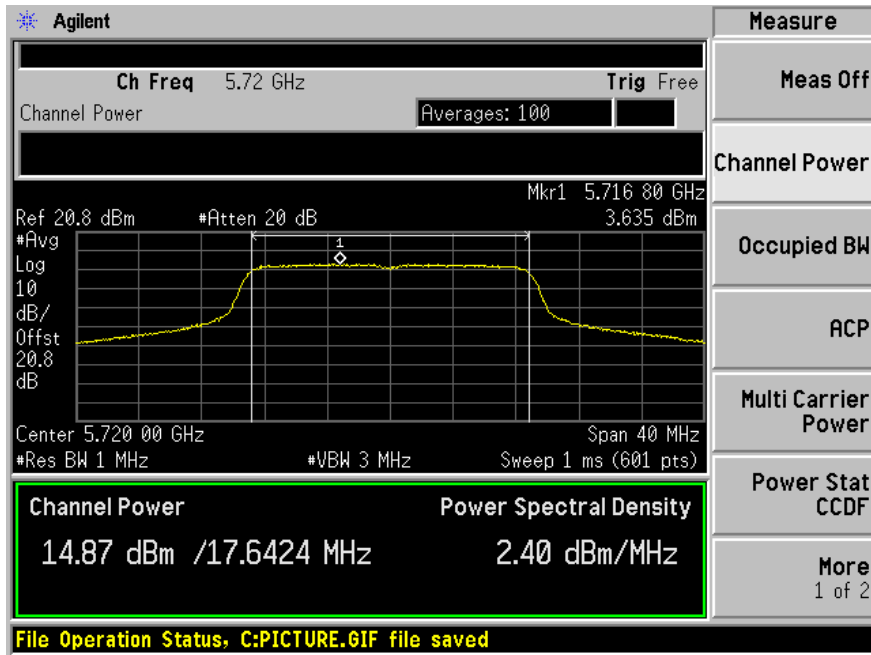 Agilent
Measure
Ch Freq 5.72 GHz Trig Free
Channel Power Averages: 100
Mkr1 5.716 80 GHz
Ref 20.8 dBm #Atten 20 dB 3.635 dBm
#Avg
Log
10
dB/
Offst
20.8
dB
1
Center 5.720 00 GHz Span 40 MHz
#Res BW 1 MHz #VBW 3 MHz Sweep 1 ms (601 pts)
Channel Power Power Spectral Density
14.87 dBm /17.6424 MHz 2.40 dBm/MHz
File Operation Status, C:PICTURE.GIF file saved
Meas Off
Channel Power
Occupied BW
ACP
Multi Carrier
Power
Power Stat
CCDF
More
1 of 2